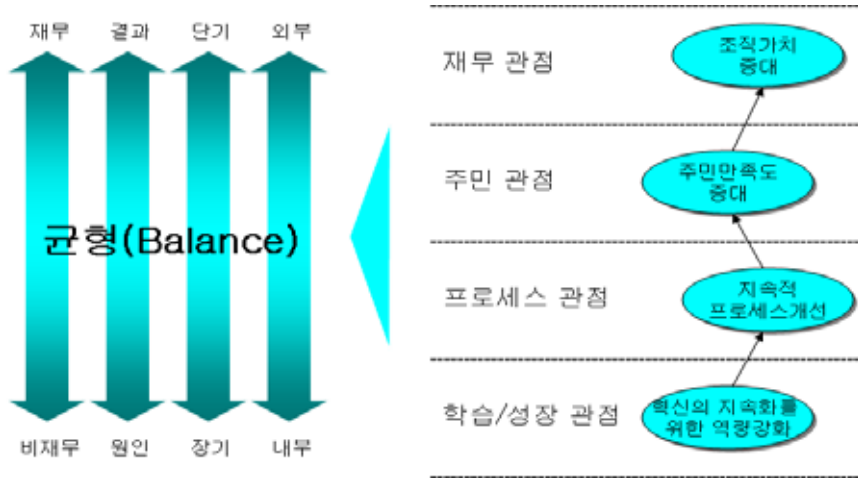 재무 결과 단기 외부
균형(Balance)
비재무 원인 장기 내부
재무 관점
조직가치
증대
주민 관점
주민만족도
증대
프로세스 관점
지속적
프로세스개선
학습/성장 관점
혁신의 지속화를
위한 역량강화